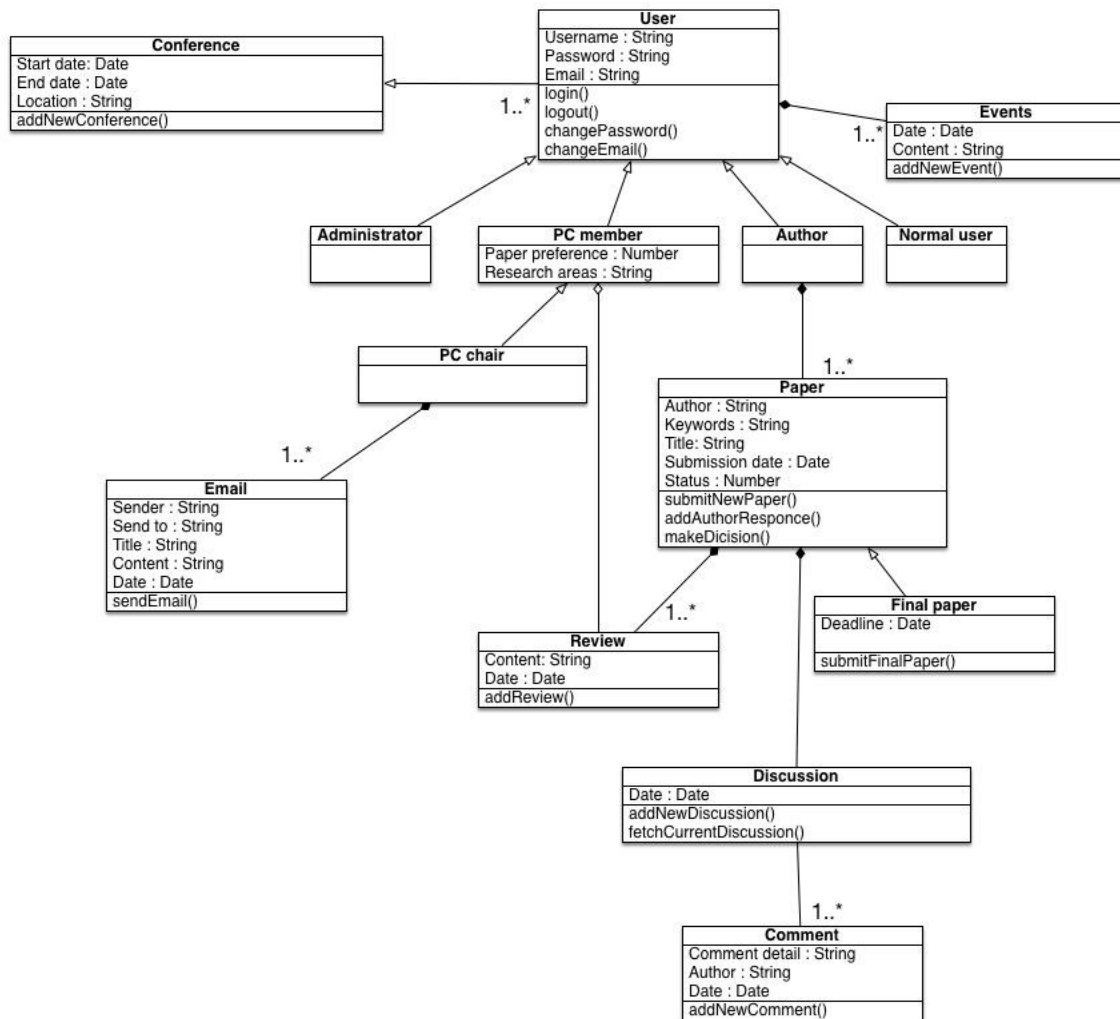 User
Username : String
Password : String
Email : String
login()
logout()
changePassword()
changeEmail()
Conference
Start date: Date
End date : Date
Location : String
addNewConference()
1..*
1..*
Events
Date : Date
Content : String
addNewEvent()
Administrator
PC member
Paper preference : Number
Research areas : String
Author
Normal user
PC chair
1..*
Paper
Author : String
Keywords : String
Title: String
Submission date : Date
Status : Number
submitNewPaper()
addAuthorResponce()
makeDicision()
1..*
Email
Sender : String
Send to : String
Title : String
Content : String
Date : Date
sendEmail()
1..*
Review
Content: String
Date : Date
addReview()
Final paper
Deadline : Date
submitFinalPaper()
Discussion
Date : Date
addNewDiscussion()
fetchCurrentDiscussion()
1..*
Comment
Comment detail : String
Author : String
Date : Date
addNewComment()